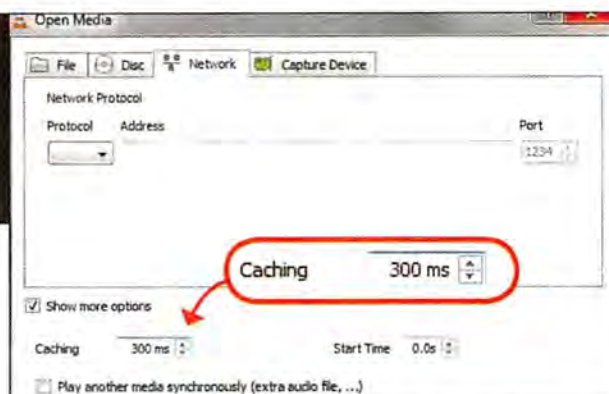 Open Media
File Disc Network Capture Device
Network Protocol
Protocol Address Port
1234
Caching 300 ms
Show more options
Caching 300 ms Start Time 0.0s
Play another media synchronously (extra audio file, ...)